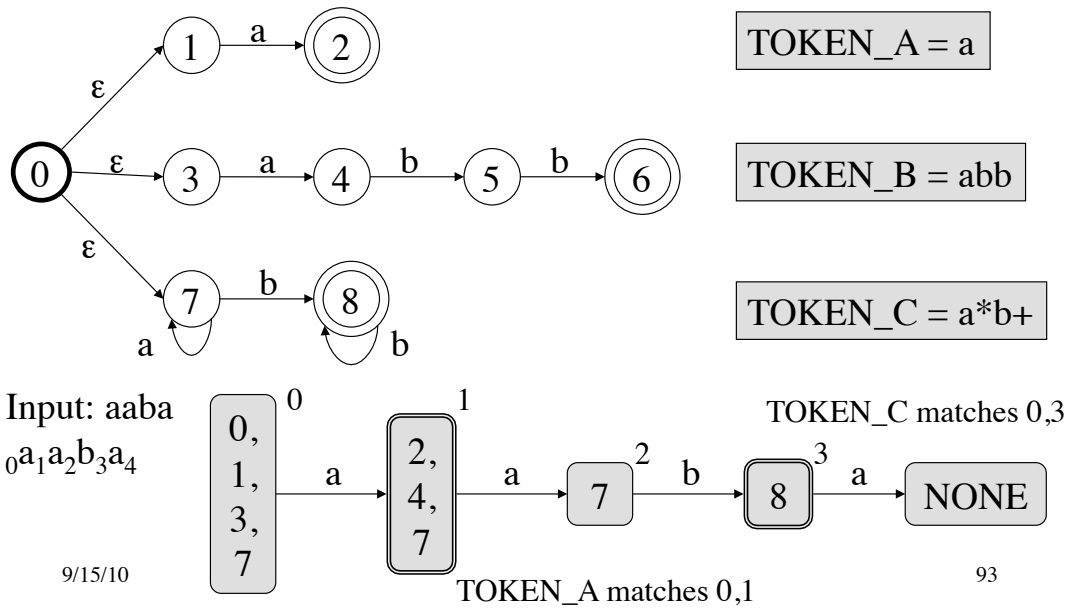 1
a
2
TOKEN_A = a
ε
0
ε
3
a
4
b
5
b
6
TOKEN_B = abb
ε
7
b
8
a
b
TOKEN_C = a*b+
Input: aaba
₀a₁a₂b₃a₄
0
0,
1,
3,
7
a
1
2,
4,
7
a
2
7
b
3
8
a
NONE
TOKEN_C matches 0,3
TOKEN_A matches 0,1
9/15/10
93